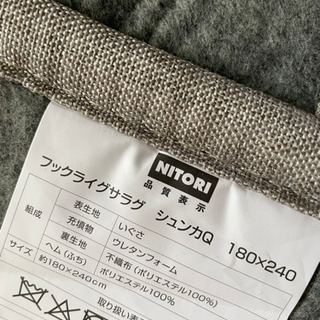 NITORI
品質表示
フックライグサラグ シュンカQ 180×240
組成 表生地 いぐさ
充填物 ウレタンフォーム
裏生地 不織布(ポリエステル100%)
ヘム(ふち) ポリエステル100%
サイズ 約180×240cm
取り扱い表